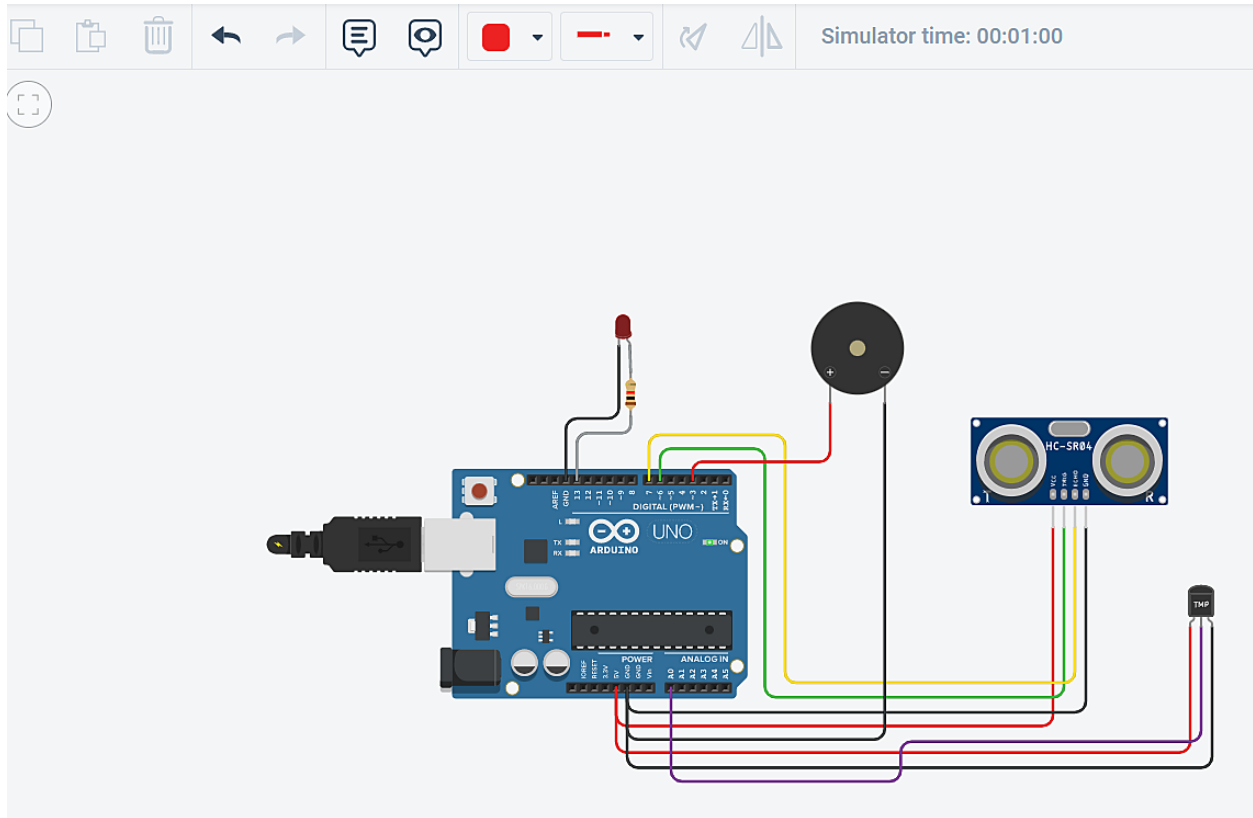 Simulator time: 00:01:00
+
−
HC-SR04
VCC
TRIG
ECHO
GND
T
R
AREF
GND
13
12
~11
~10
~9
8
7
~6
~5
4
~3
2
TX→1
RX←0
DIGITAL (PWM~)
L
TX
RX
ARDUINO
UNO
ON
TMP
POWER
ANALOG IN
IOREF
RESET
3.3V
5V
GND
GND
Vin
A0
A1
A2
A3
A4
A5